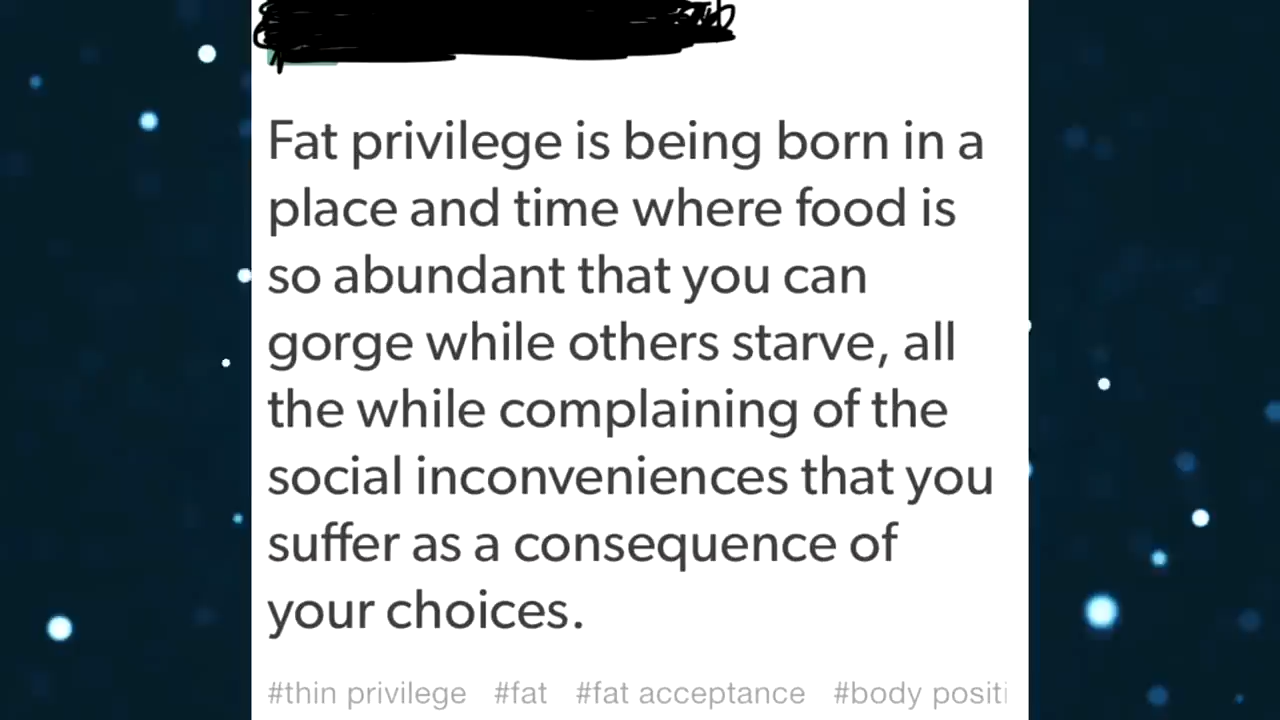 Fat privilege is being born in a
place and time where food is
so abundant that you can
gorge while others starve, all
the while complaining of the
social inconveniences that you
suffer as a consequence of
your choices.
#thin privilege #fat #fat acceptance #body positi